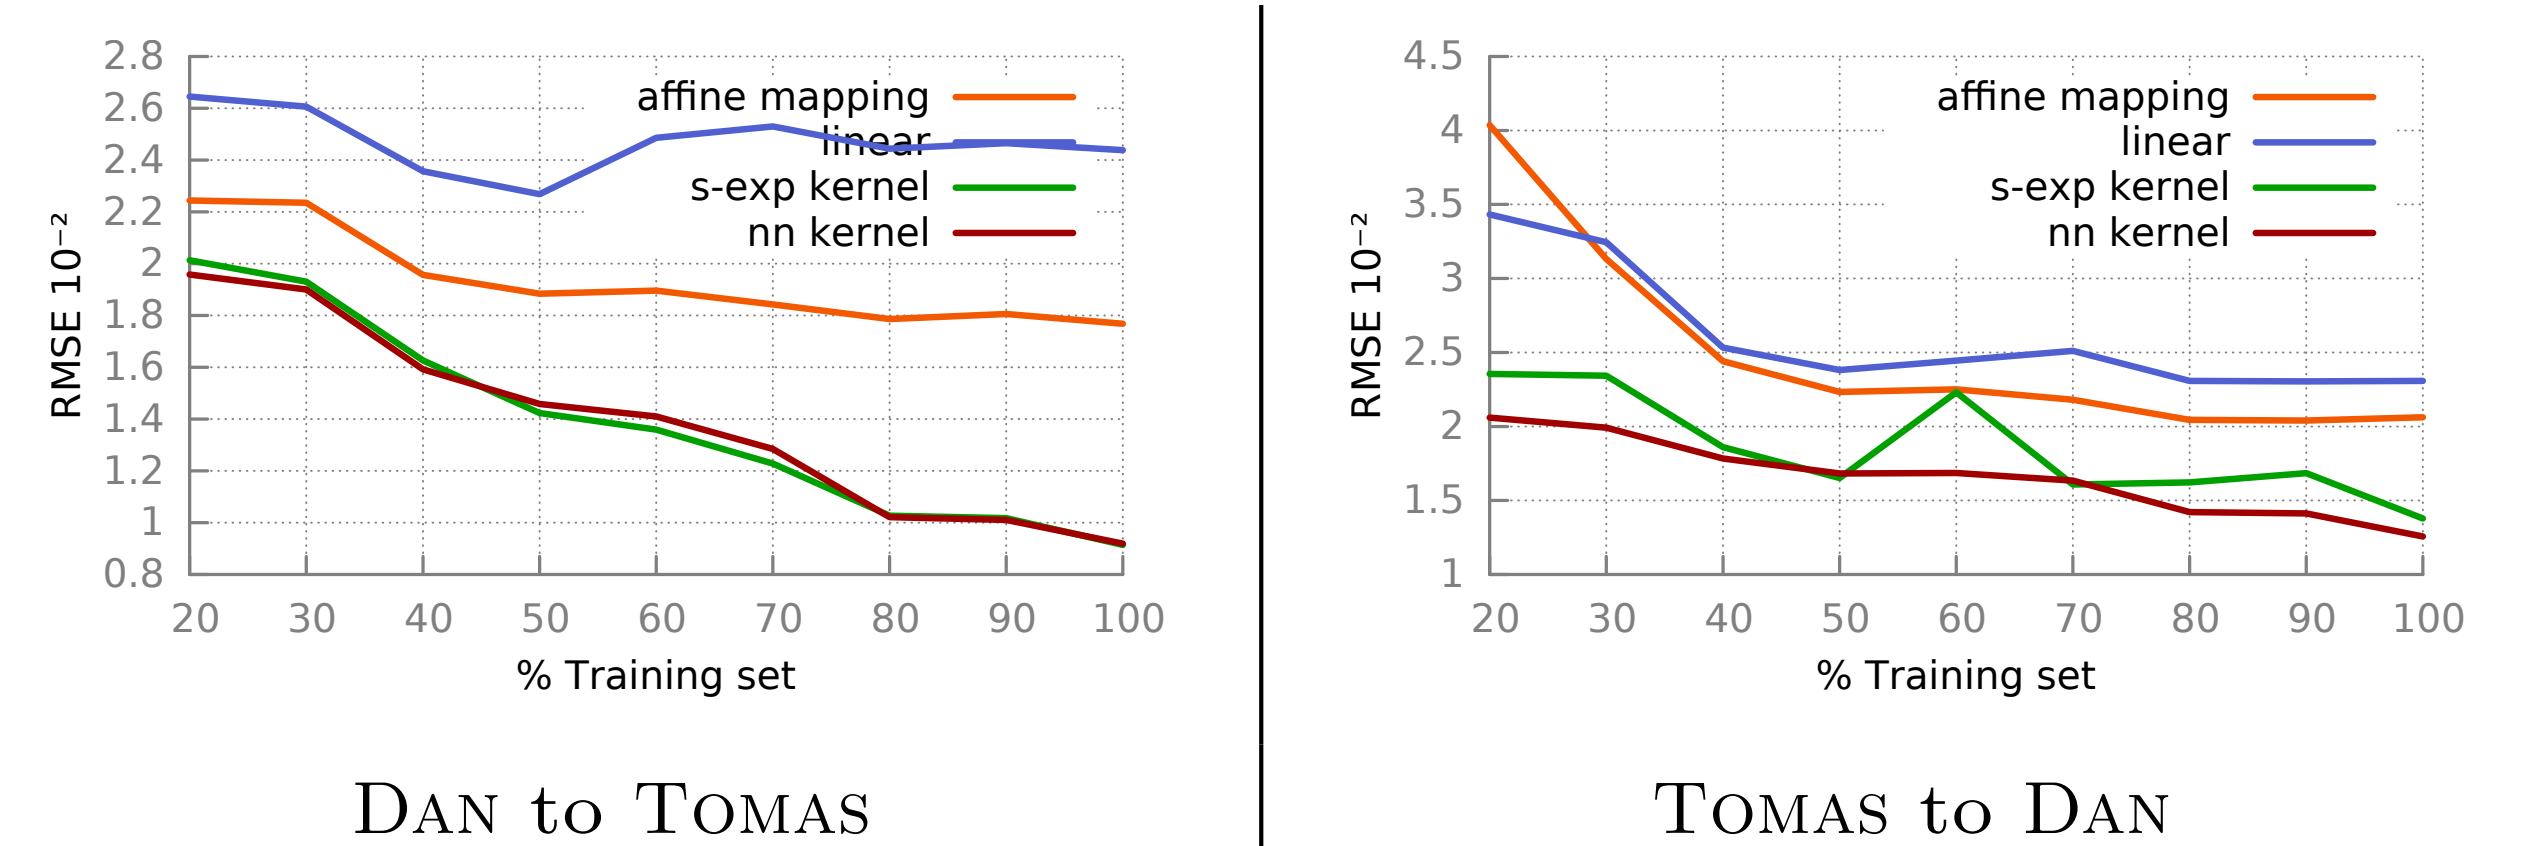 2.8
2.6
2.4
2.2
2
1.8
1.6
1.4
1.2
1
0.8
RMSE 10⁻²
affine mapping
linear
s-exp kernel
nn kernel
20 30 40 50 60 70 80 90 100
% Training set
DAN to TOMAS
4.5
4
3.5
3
2.5
2
1.5
1
RMSE 10⁻²
affine mapping
linear
s-exp kernel
nn kernel
20 30 40 50 60 70 80 90 100
% Training set
TOMAS to DAN